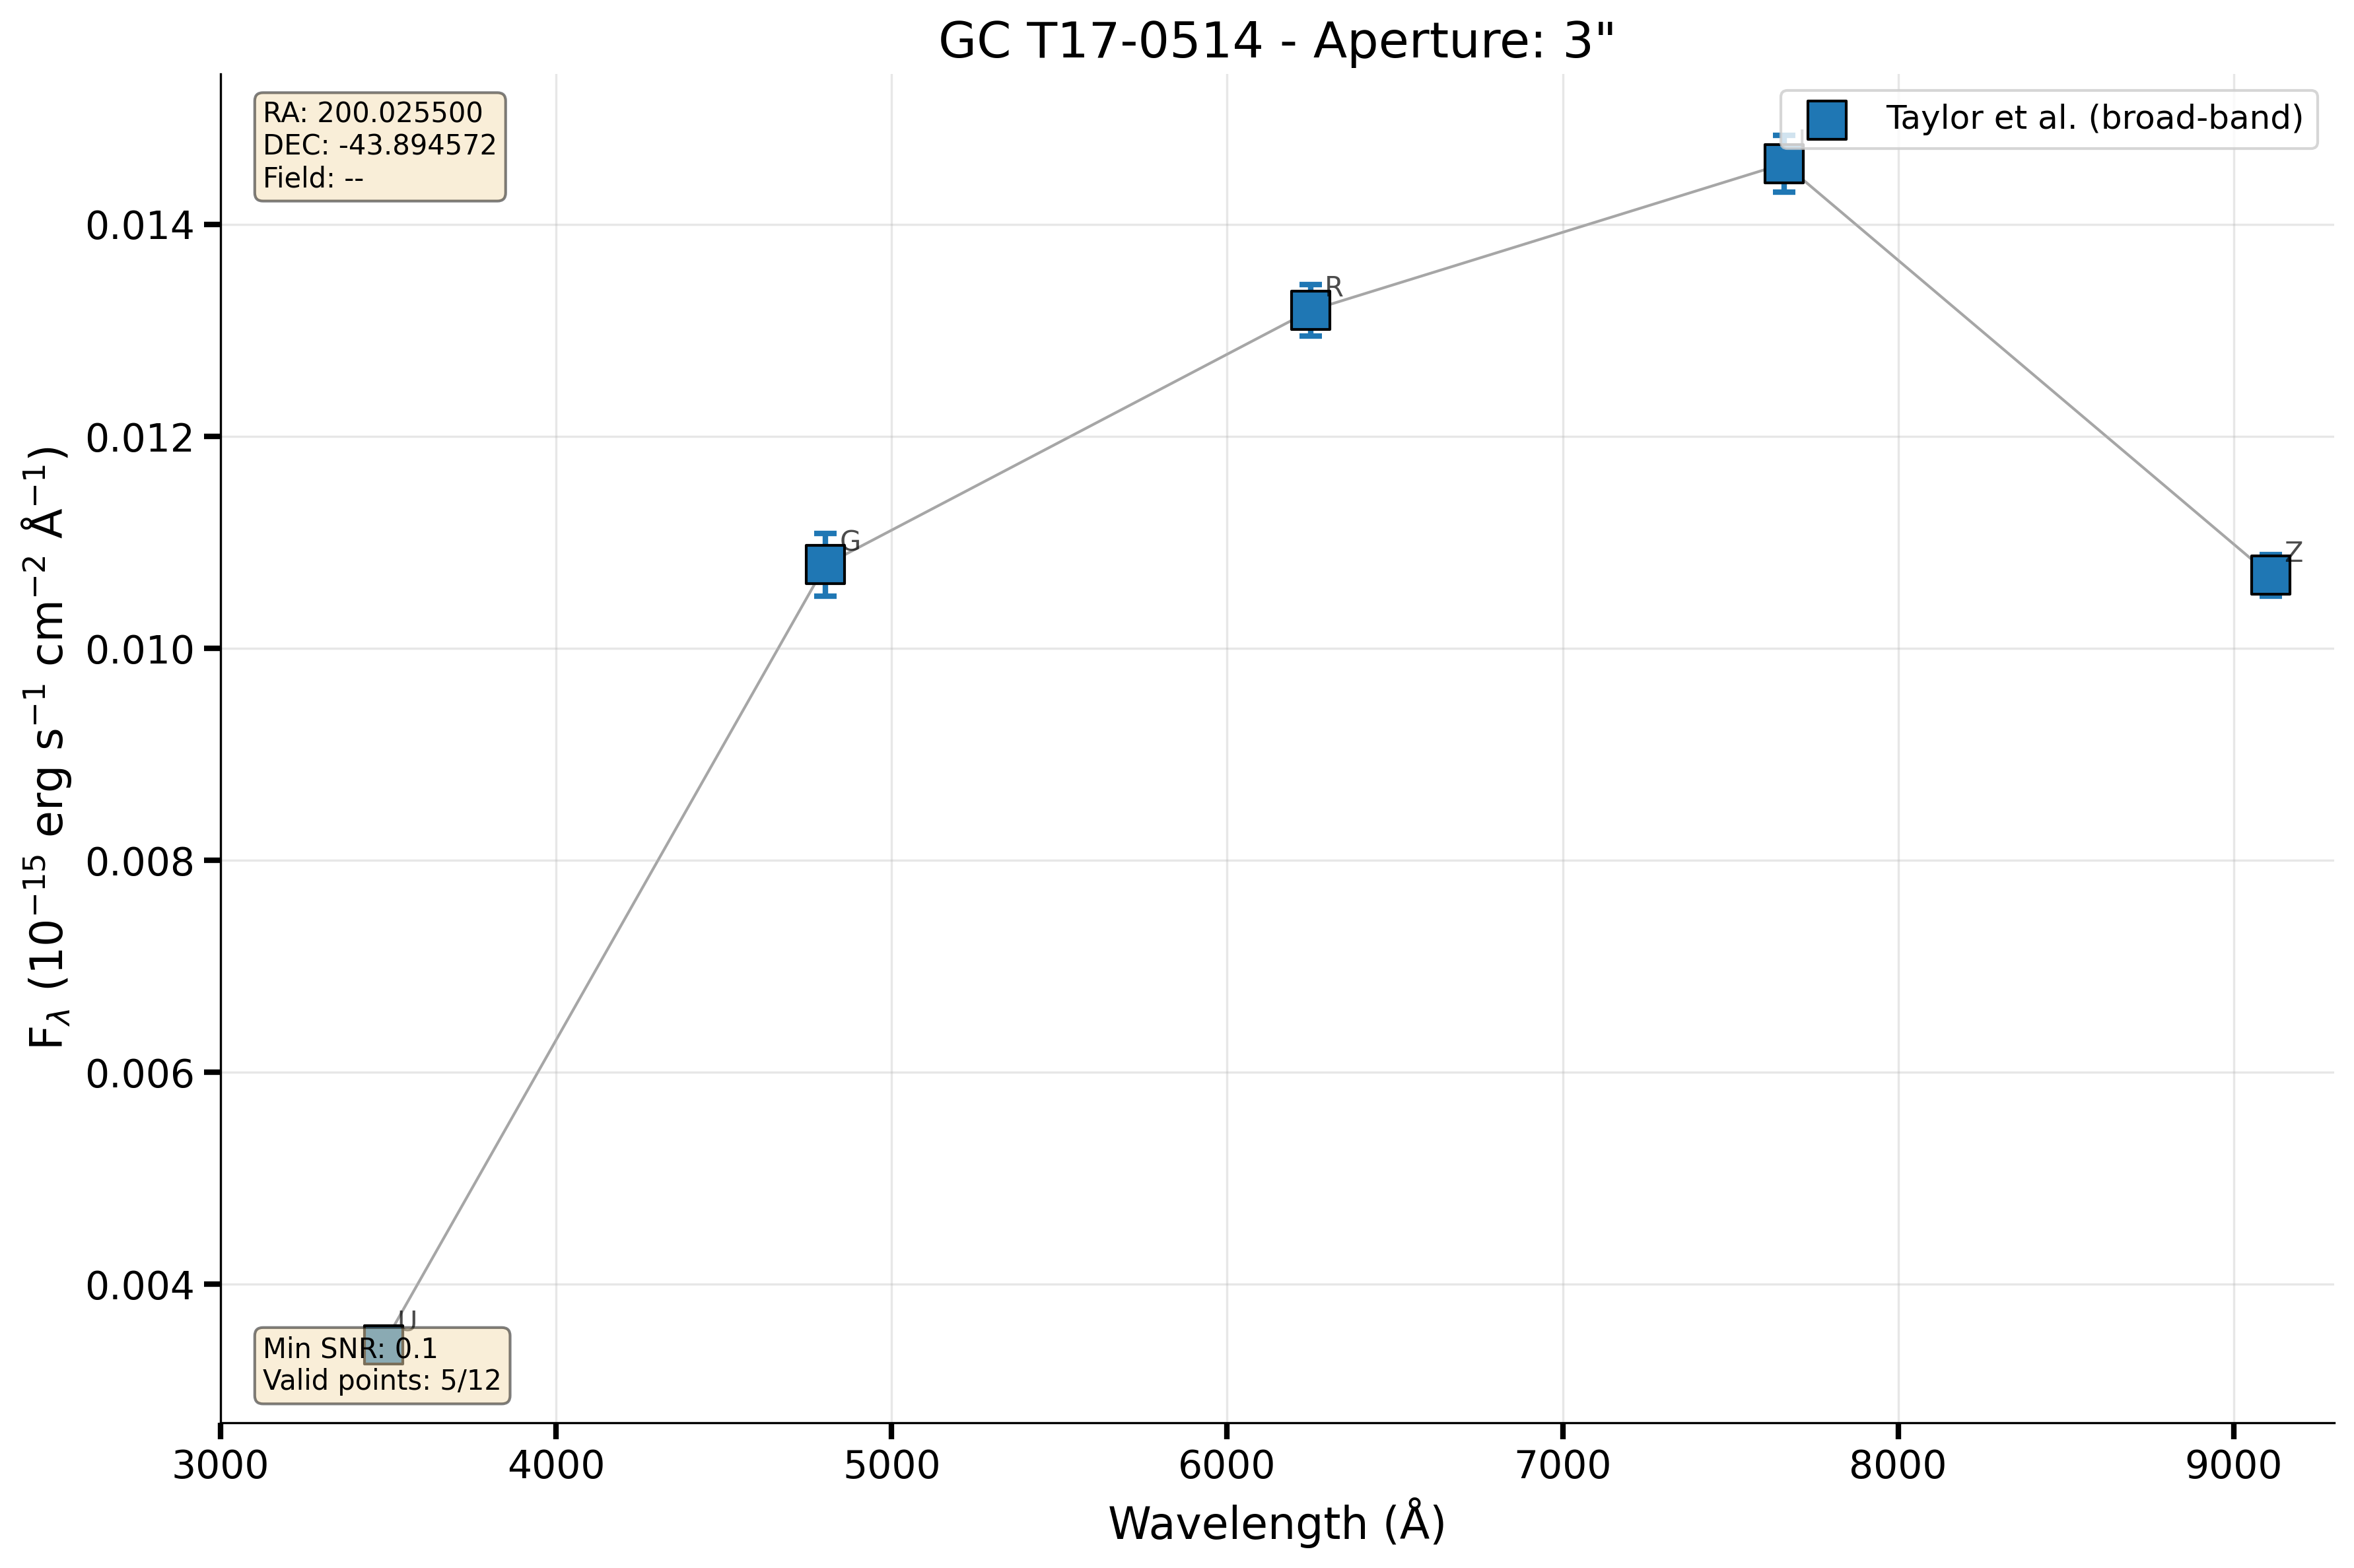 GC T17-0514 - Aperture: 3"
RA: 200.025500
DEC: -43.894572
Field: --
Taylor et al. (broad-band)
I
R
G
Z
U
Min SNR: 0.1
Valid points: 5/12
0.014
0.012
0.010
0.008
0.006
0.004
F_λ (10⁻¹⁵ erg s⁻¹ cm⁻² Å⁻¹)
3000 4000 5000 6000 7000 8000 9000
Wavelength (Å)